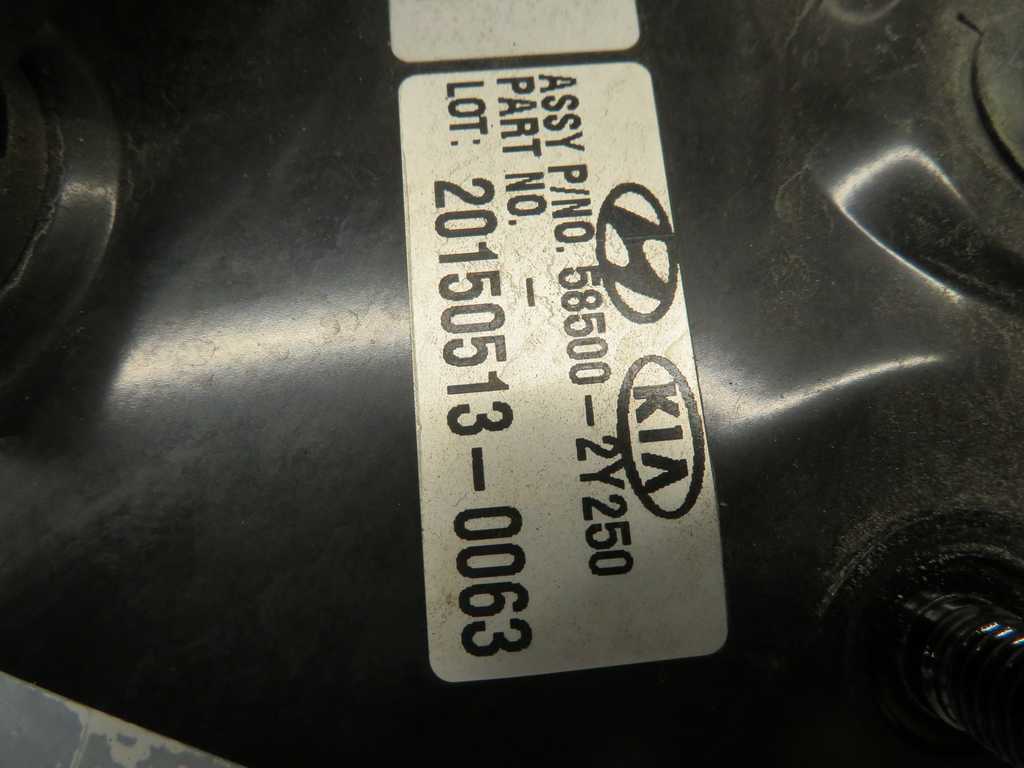 KIA
ASSY P/NO. 58500-2Y250
PART NO. -
LOT: 20150513-0063